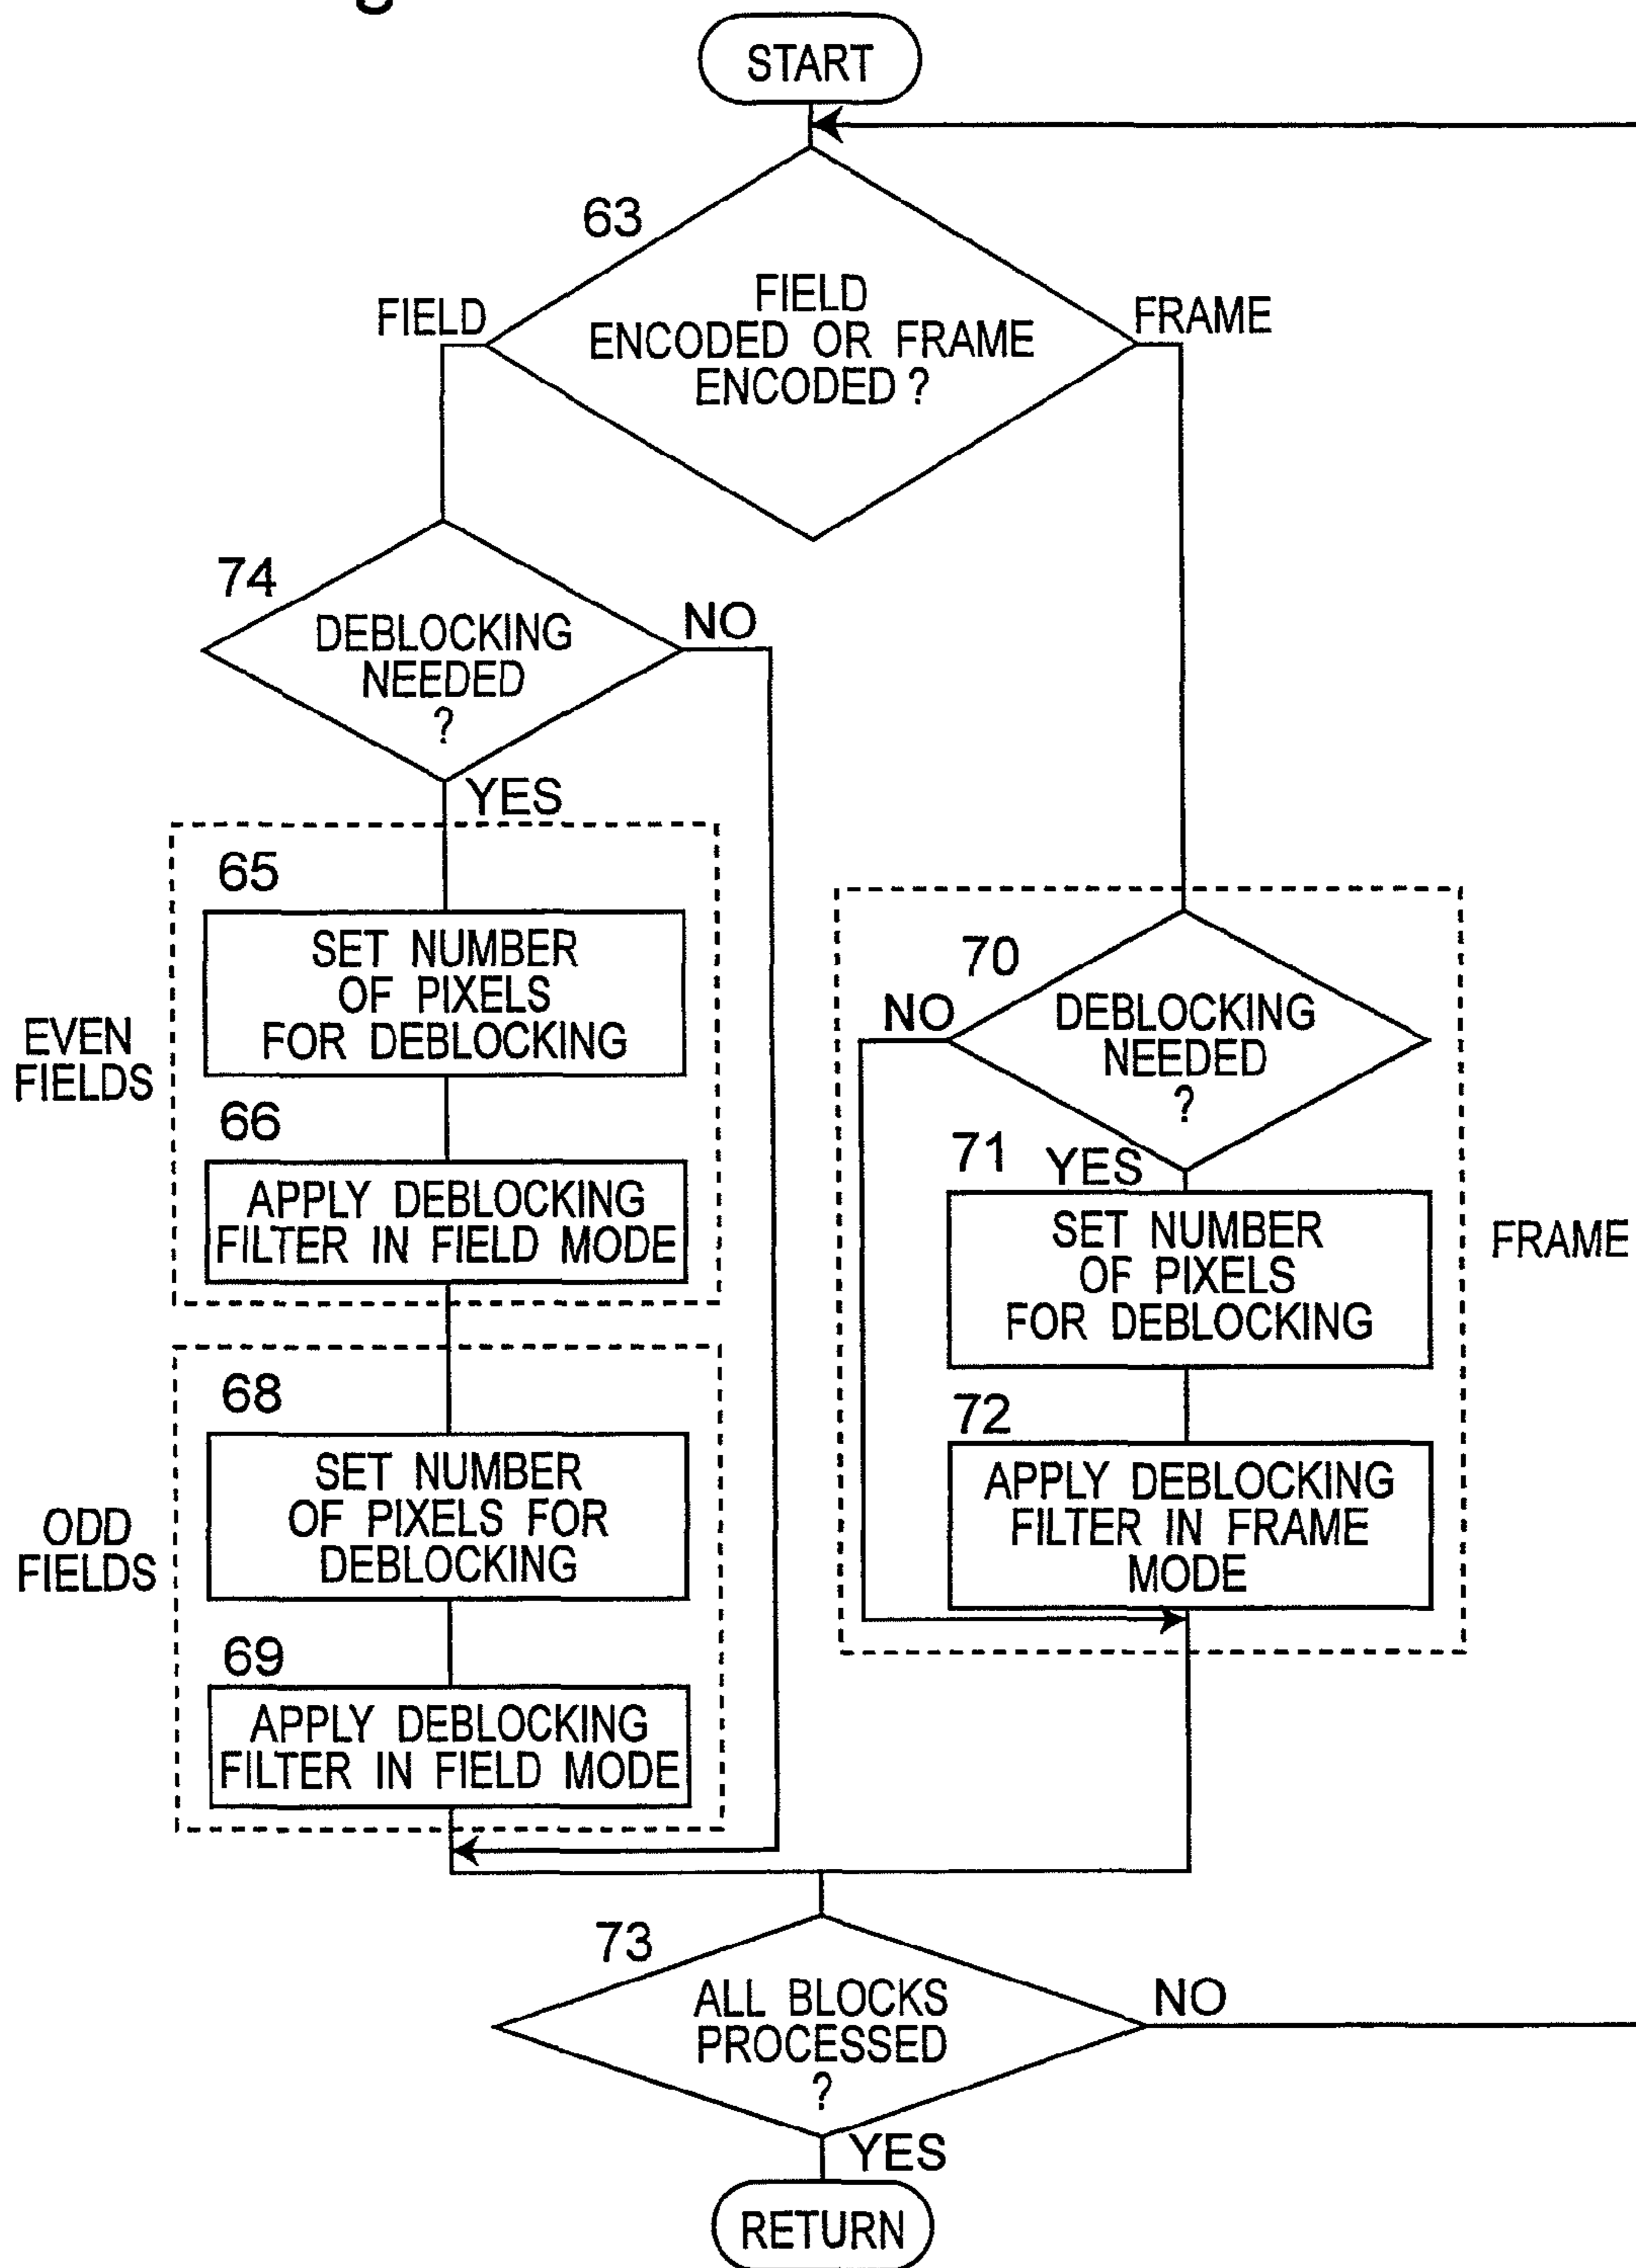 START
63
FIELD
ENCODED OR FRAME
ENCODED ?
FIELD
FRAME
74
DEBLOCKING
NEEDED
?
NO
YES
EVEN
FIELDS
65
SET NUMBER
OF PIXELS
FOR DEBLOCKING
66
APPLY DEBLOCKING
FILTER IN FIELD MODE
ODD
FIELDS
68
SET NUMBER
OF PIXELS FOR
DEBLOCKING
69
APPLY DEBLOCKING
FILTER IN FIELD MODE
70
DEBLOCKING
NEEDED
?
NO
YES
71
SET NUMBER
OF PIXELS
FOR DEBLOCKING
FRAME
72
APPLY DEBLOCKING
FILTER IN FRAME
MODE
73
ALL BLOCKS
PROCESSED
?
NO
YES
RETURN